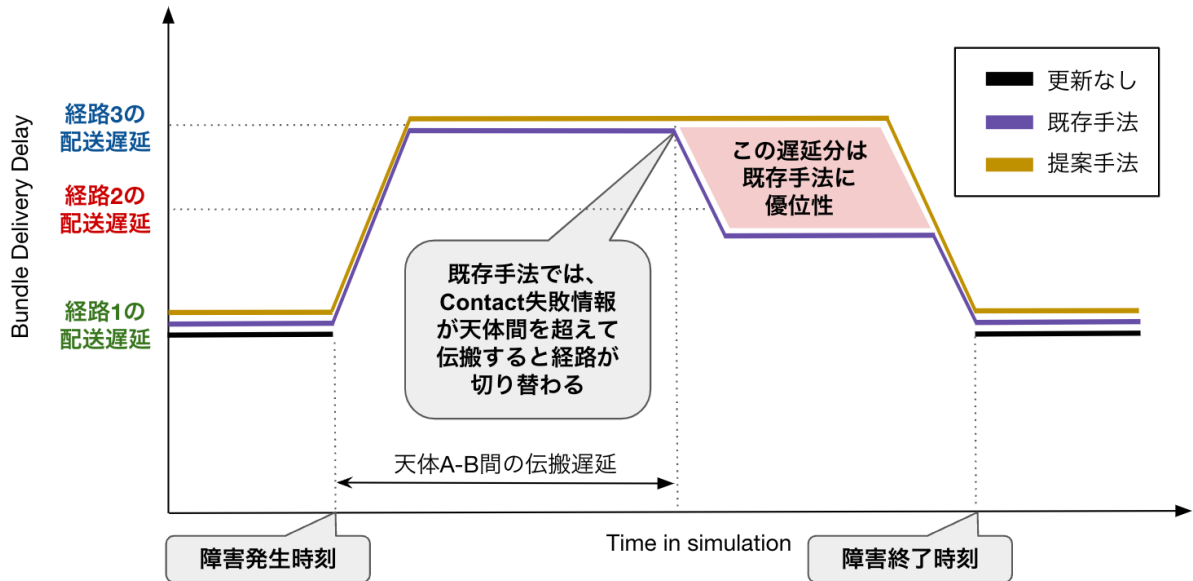 Bundle Delivery Delay
経路3の
配送遅延
経路2の
配送遅延
経路1の
配送遅延
更新なし
既存手法
提案手法
この遅延分は
既存手法に
優位性
既存手法では、
Contact失敗情報
が天体間を超えて
伝搬すると経路が
切り替わる
天体A-B間の伝搬遅延
障害発生時刻
Time in simulation
障害終了時刻